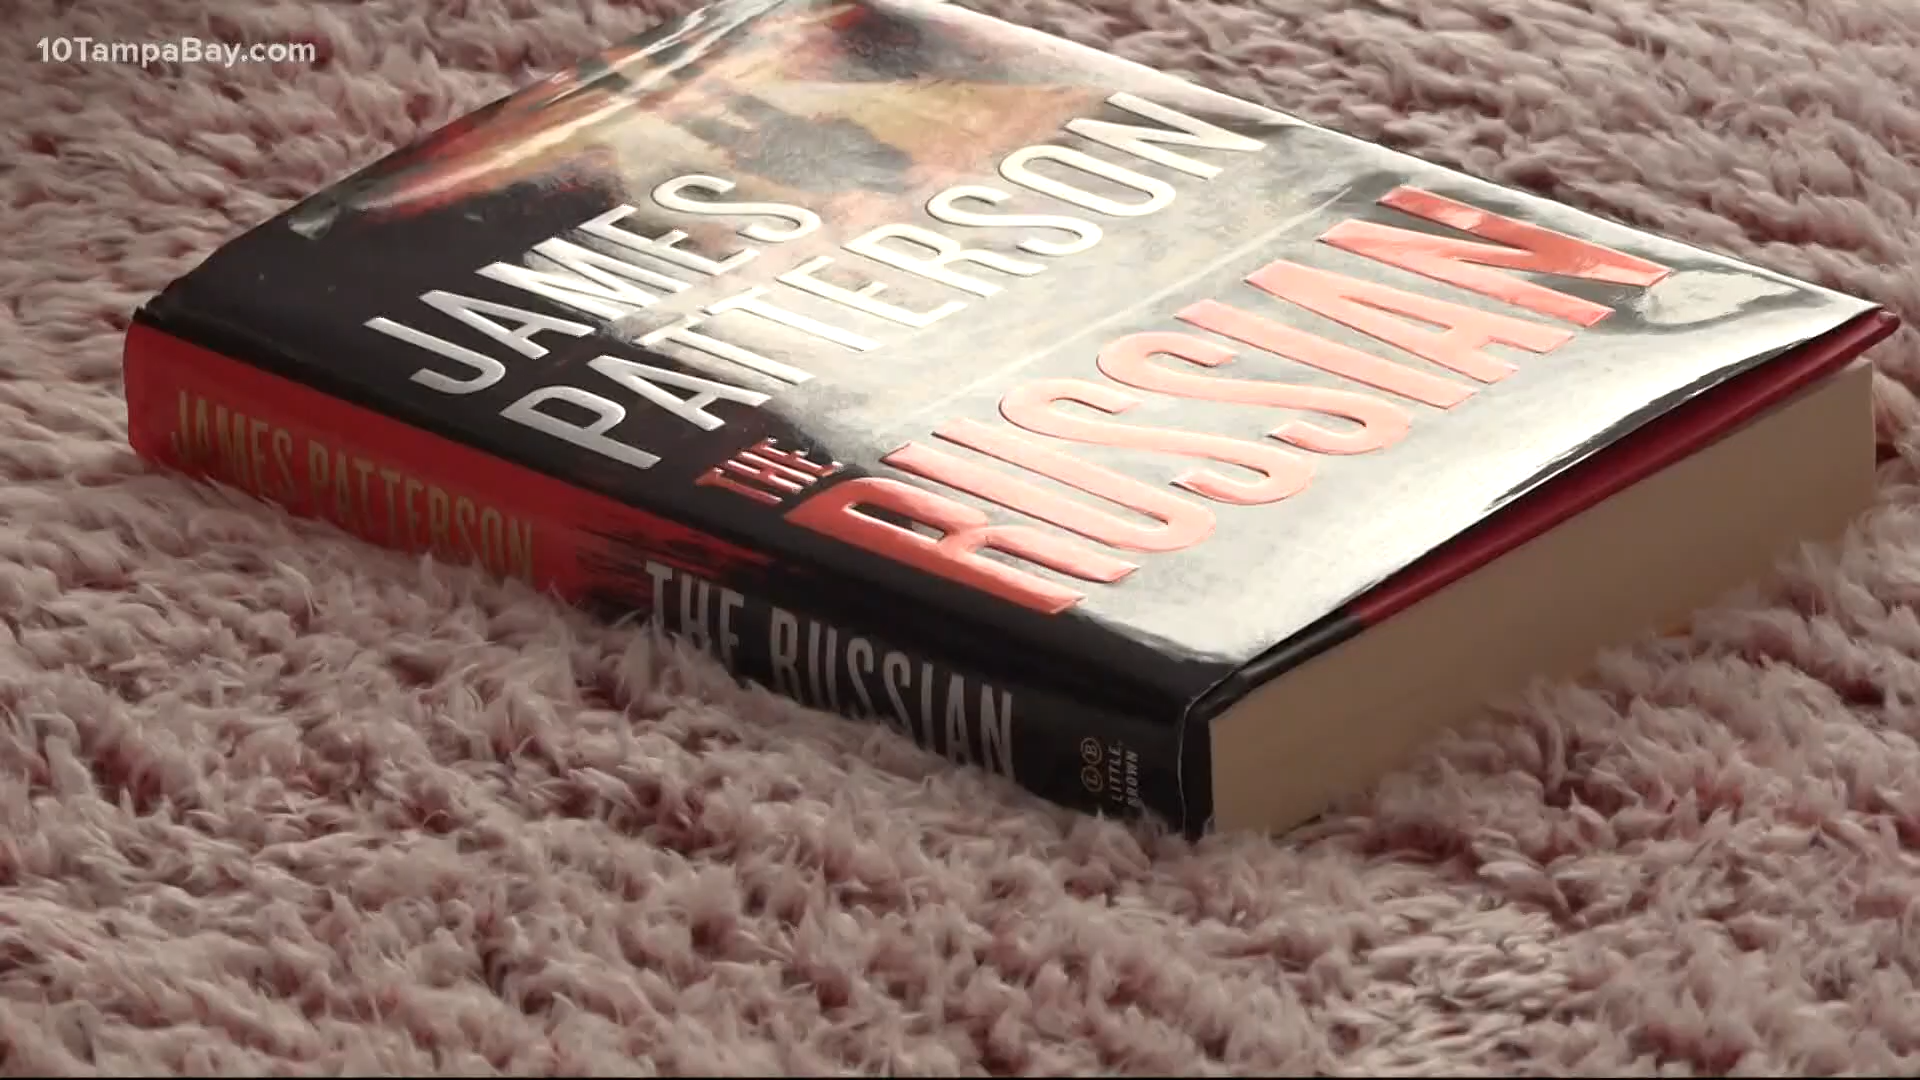 10TampaBay.com
JAMES
PATTERSON
THE
RUSSIAN
JAMES PATTERSON
THE RUSSIAN
L B
LITTLE,
BROWN